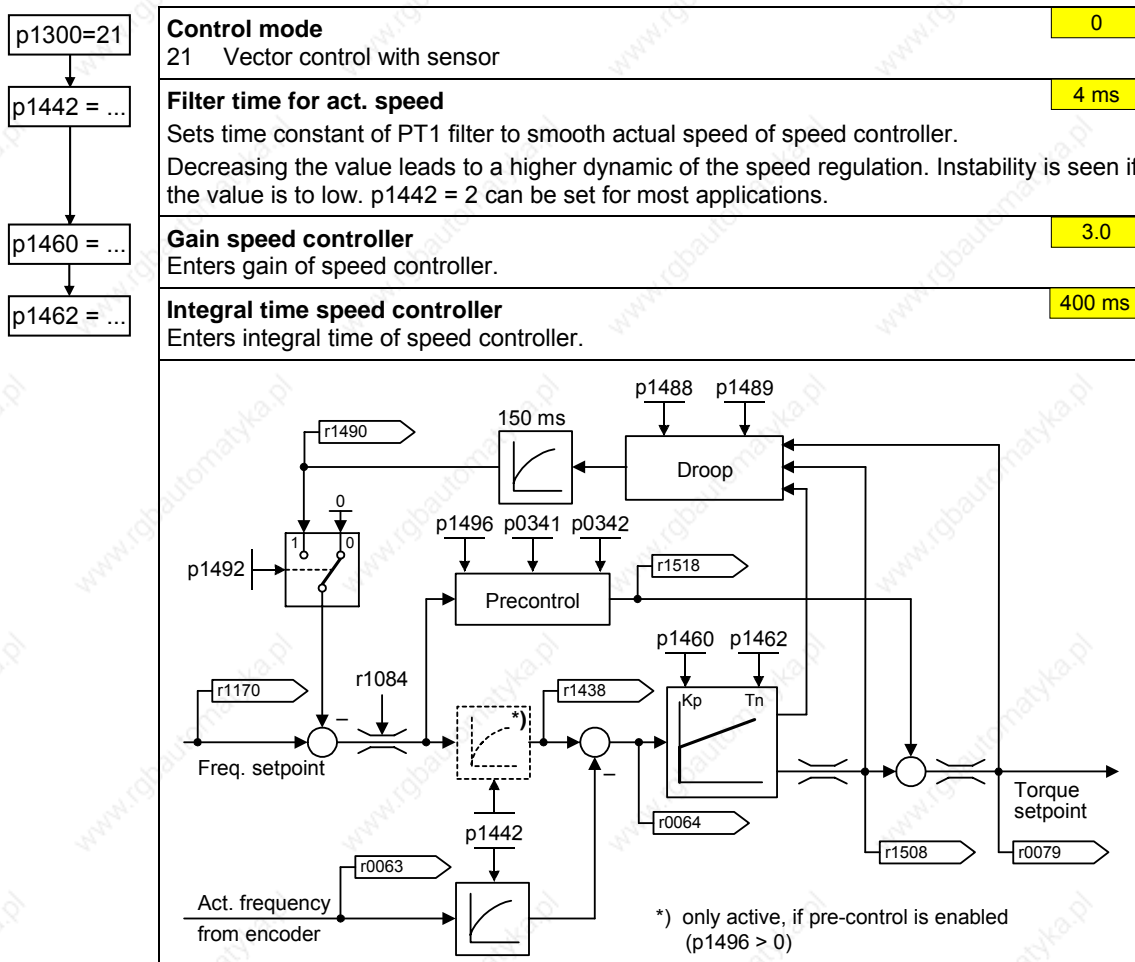 p1300=21
p1442 = ...
p1460 = ...
p1462 = ...
Control mode
0
21 Vector control with sensor
Filter time for act. speed
4 ms
Sets time constant of PT1 filter to smooth actual speed of speed controller.
Decreasing the value leads to a higher dynamic of the speed regulation. Instability is seen if
the value is to low. p1442 = 2 can be set for most applications.
Gain speed controller
3.0
Enters gain of speed controller.
Integral time speed controller
400 ms
Enters integral time of speed controller.
p1488 p1489
150 ms
r1490
Droop
0
p1496 p0341 p0342
1 0
p1492
r1518
Precontrol
p1460 p1462
r1170
r1084
r1438
Kp Tn
*)
–
–
Freq. setpoint
Torque
setpoint
p1442
r0064
r0063
r1508
r0079
Act. frequency
from encoder
*) only active, if pre-control is enabled
(p1496 > 0)
www.rgbautomatyka.pl